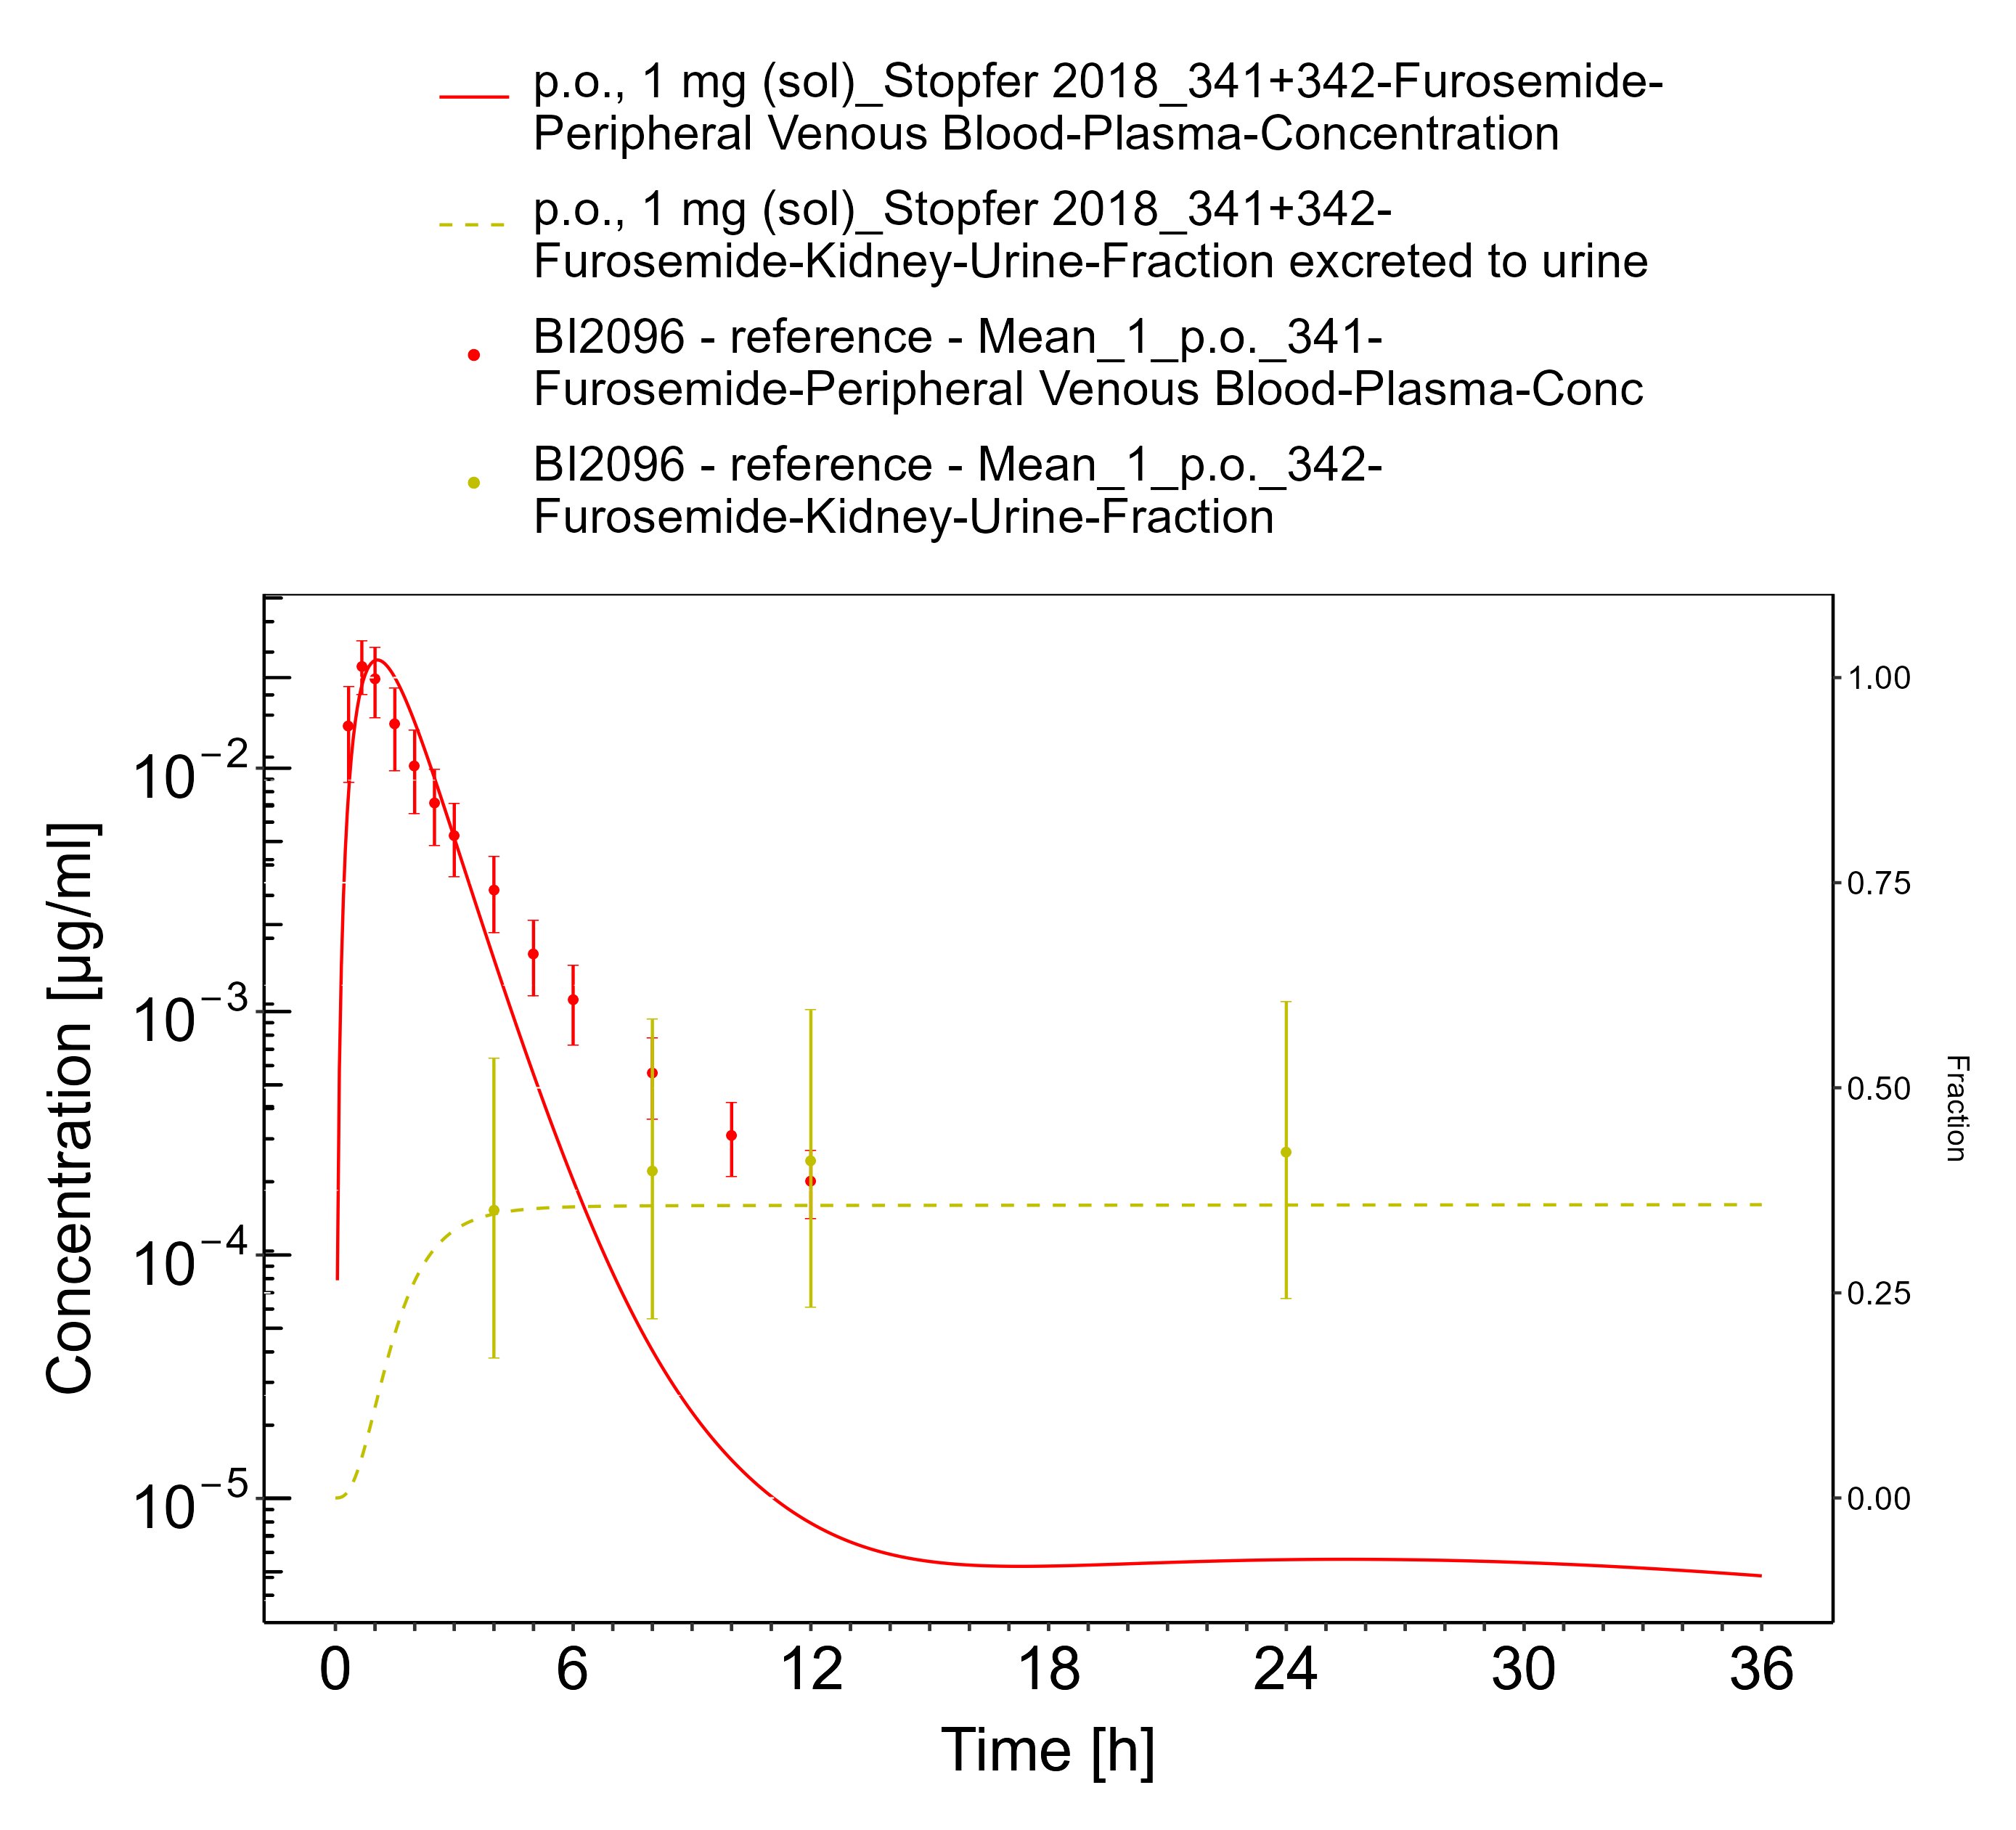 p.o., 1 mg (sol)_Stopfer 2018_341+342-Furosemide-
Peripheral Venous Blood-Plasma-Concentration
p.o., 1 mg (sol)_Stopfer 2018_341+342-
Furosemide-Kidney-Urine-Fraction excreted to urine
BI2096 - reference - Mean_1_p.o._341-
Furosemide-Peripheral Venous Blood-Plasma-Conc
BI2096 - reference - Mean_1_p.o._342-
Furosemide-Kidney-Urine-Fraction
Concentration [µg/ml]
10⁻²
10⁻³
10⁻⁴
10⁻⁵
1.00
0.75
0.50
0.25
0.00
Fraction
0 6 12 18 24 30 36
Time [h]